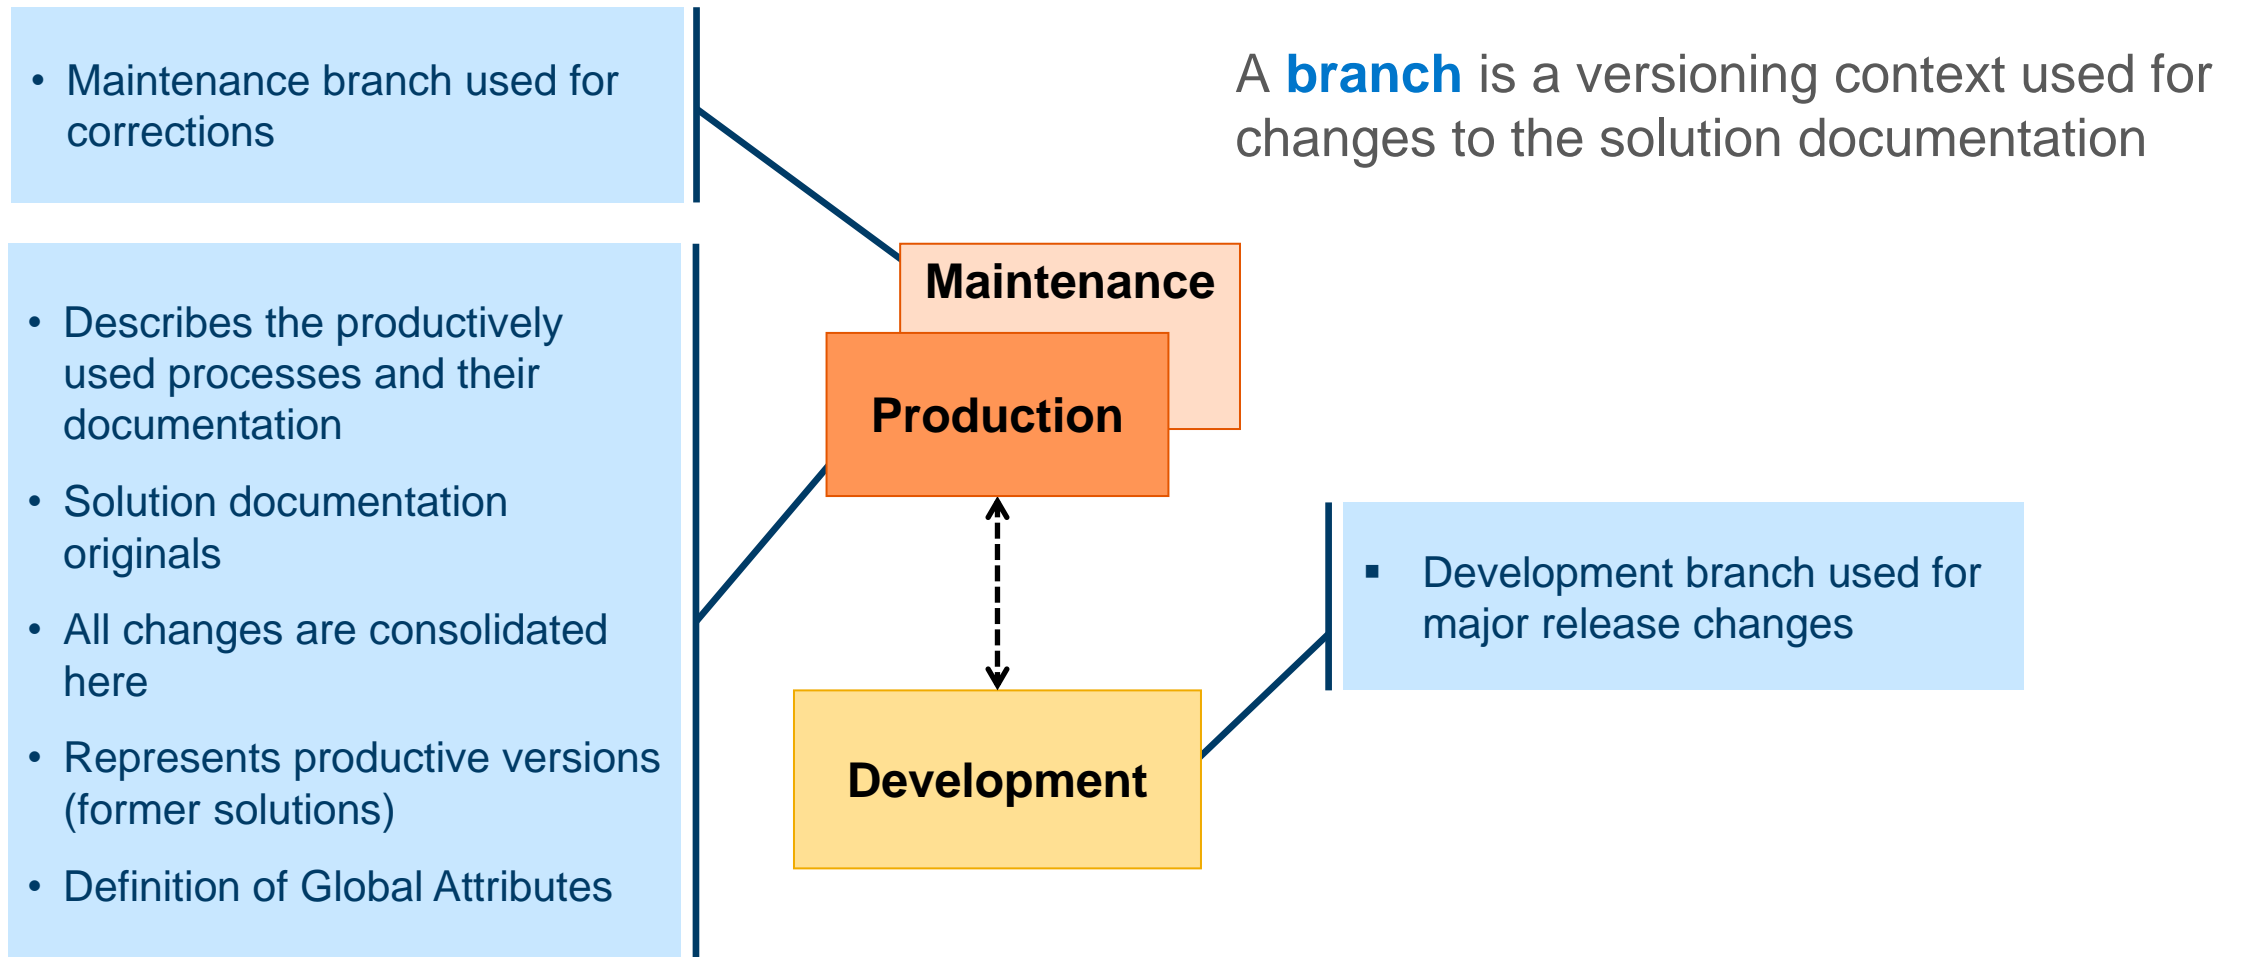 • Maintenance branch used for
corrections
A branch is a versioning context used for
changes to the solution documentation
• Describes the productively
used processes and their
documentation
• Solution documentation
originals
• All changes are consolidated
here
• Represents productive versions
(former solutions)
• Definition of Global Attributes
Maintenance
Production
Development
▪ Development branch used for
major release changes